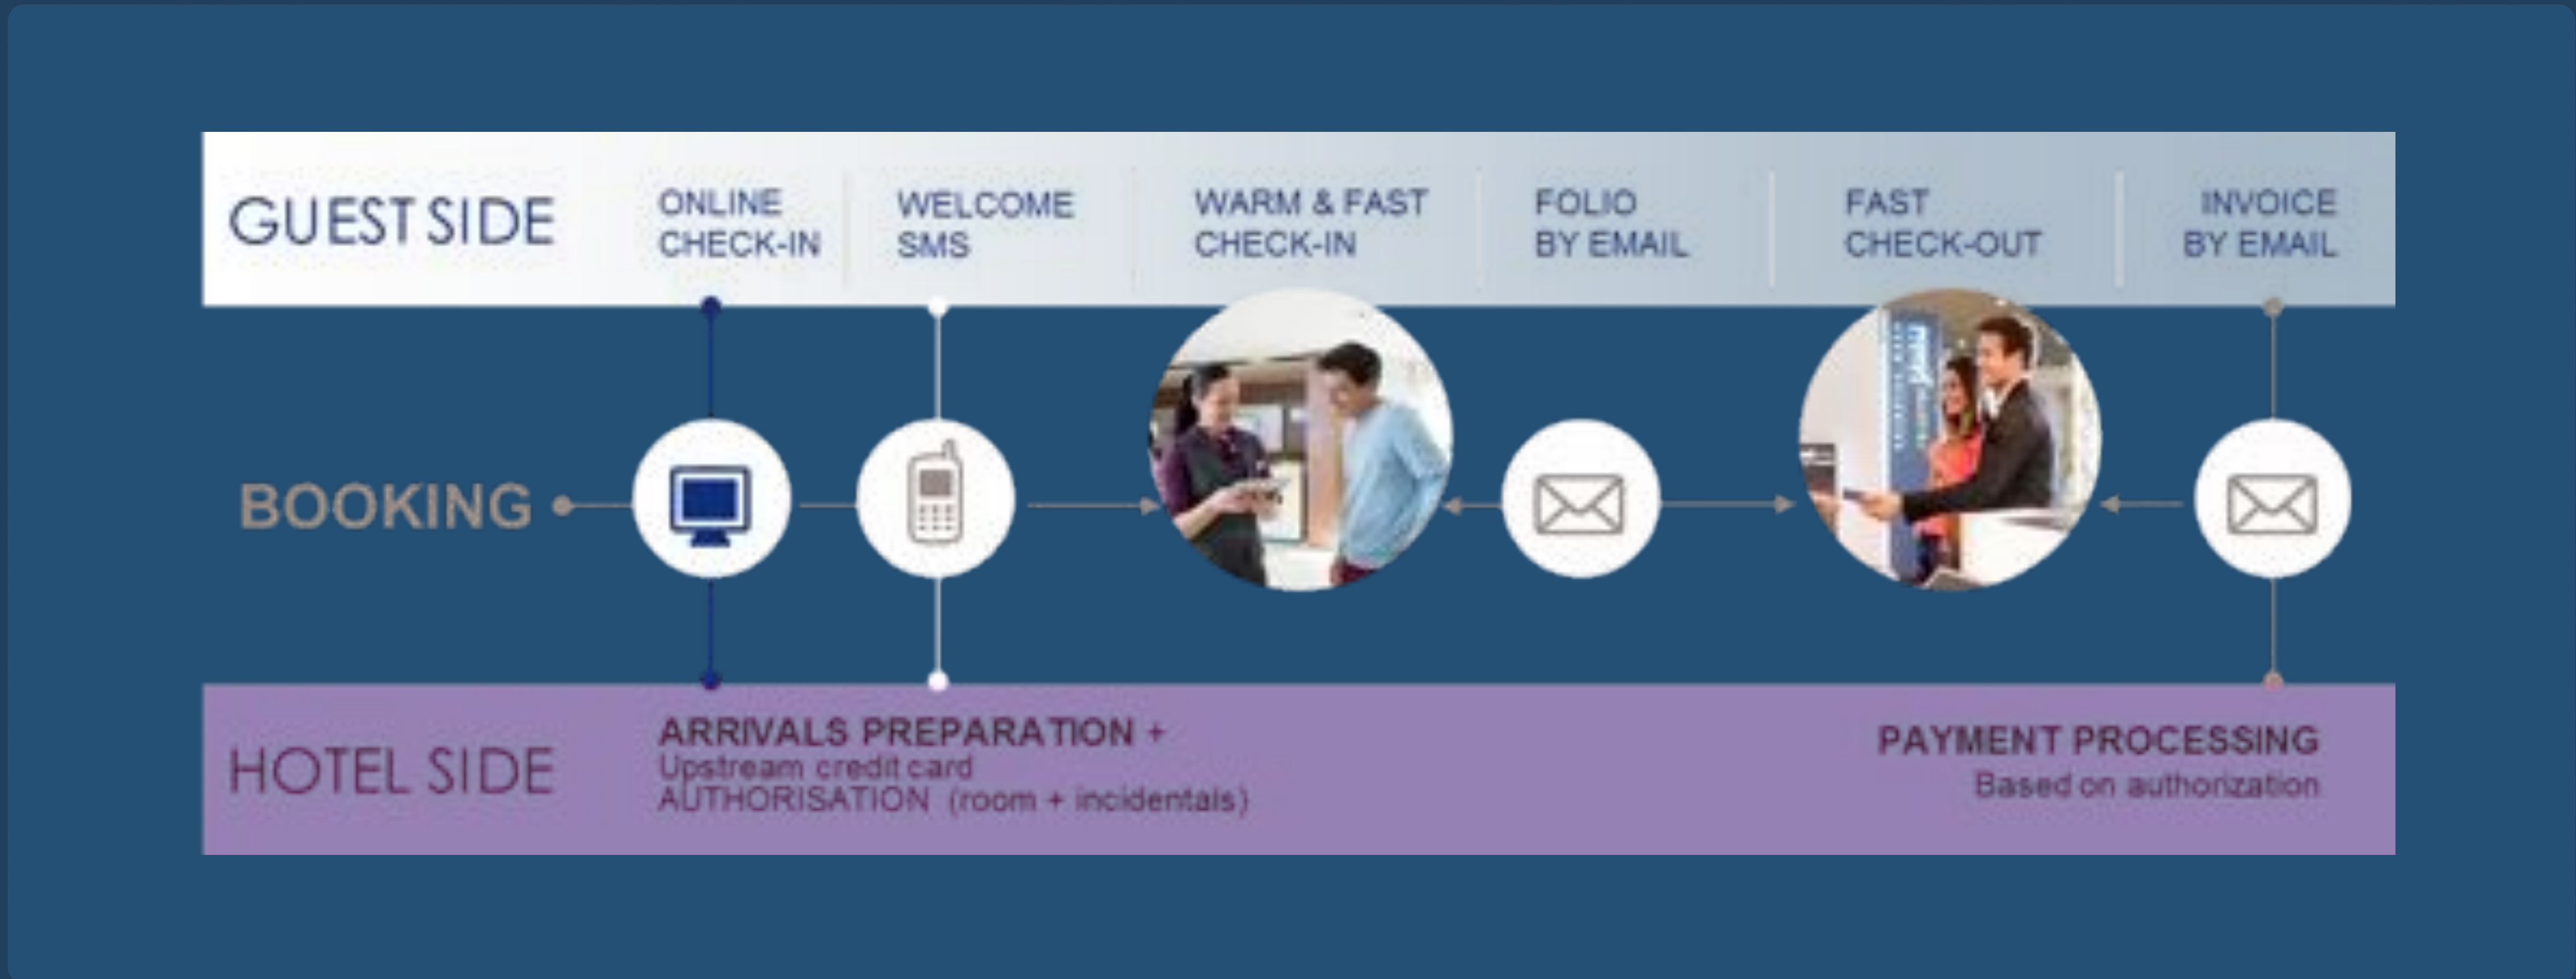 GUEST SIDE
ONLINE
CHECK-IN
WELCOME
SMS
WARM & FAST
CHECK-IN
FOLIO
BY EMAIL
FAST
CHECK-OUT
INVOICE
BY EMAIL
BOOKING
HOTEL SIDE
ARRIVALS PREPARATION +
Upstream credit card
AUTHORISATION (room + incidentals)
PAYMENT PROCESSING
Based on authorization